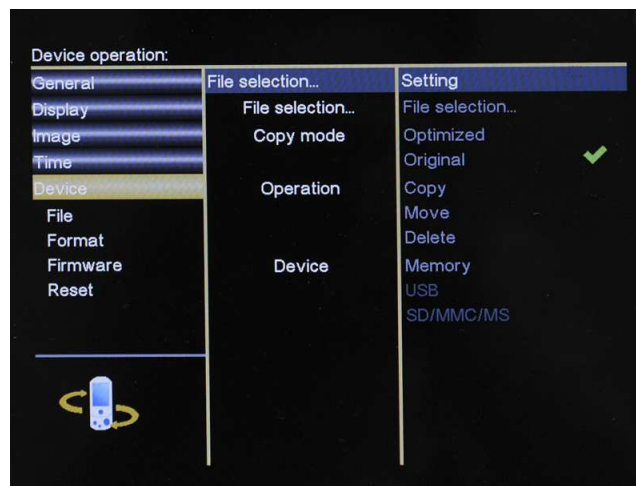 Device operation:
General
Display
Image
Time
Device
File
Format
Firmware
Reset
File selection...
File selection...
Copy mode
Operation
Device
Setting
File selection...
Optimized
Original
Copy
Move
Delete
Memory
USB
SD/MMC/MS